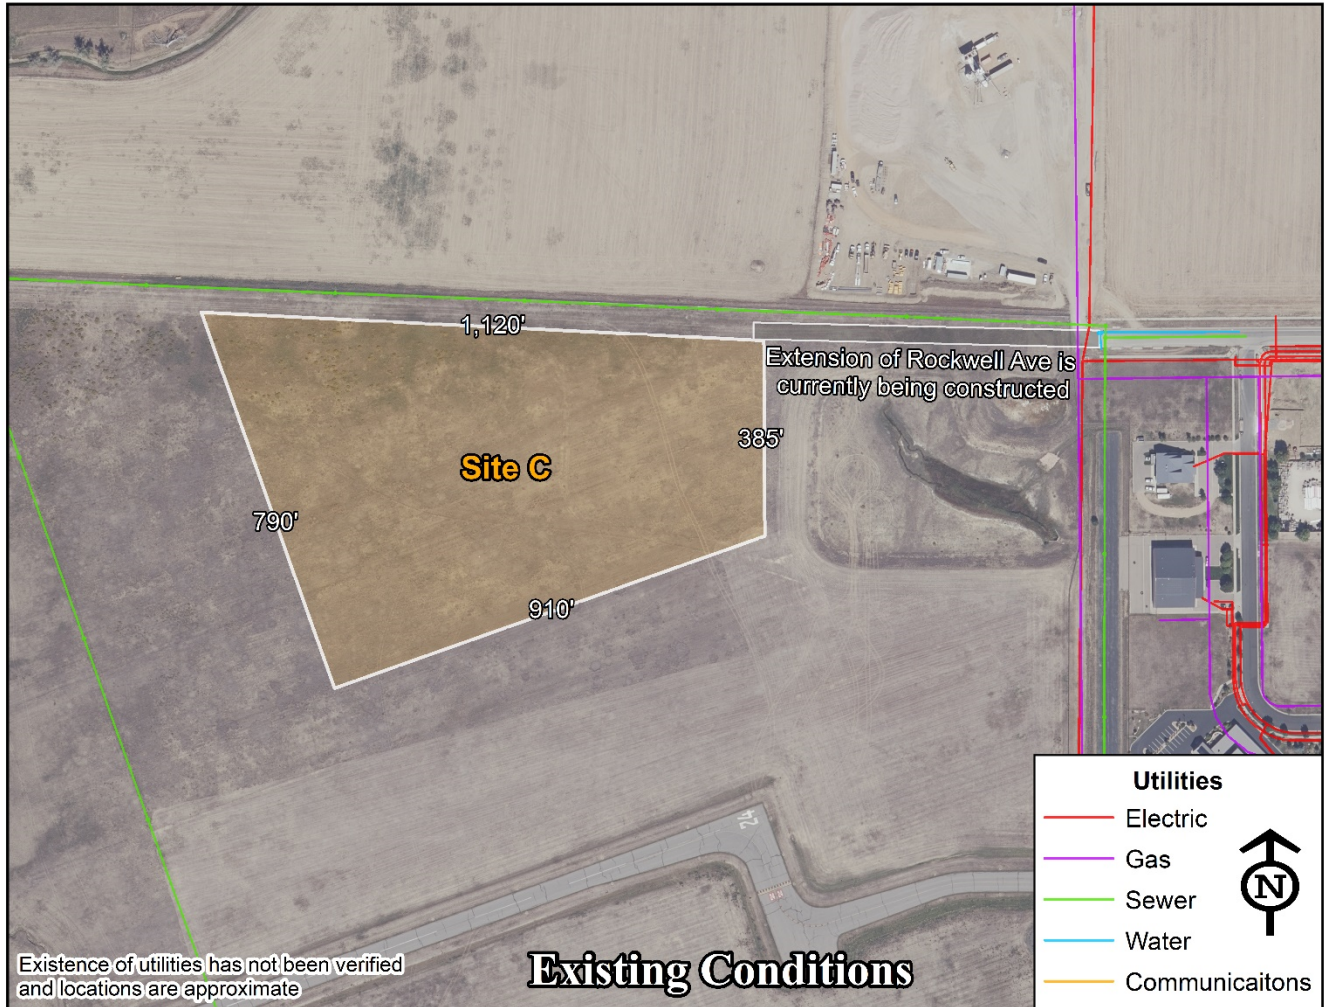 1,120'
Extension of Rockwell Ave is
currently being constructed
385'
Site C
790'
910'
24
Utilities
Electric
Gas
Sewer
Water
Communicaitons
N
Existing Conditions
Existence of utilities has not been verified
and locations are approximate